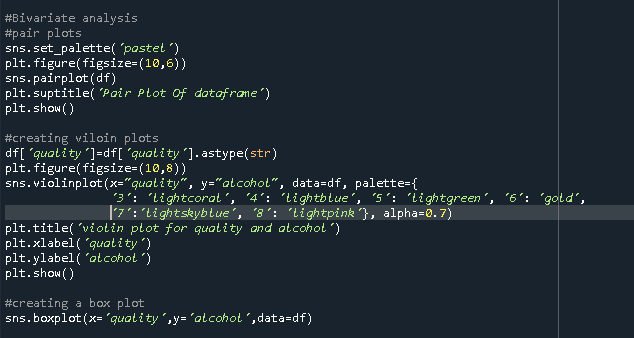 #Bivariate analysis
#pair plots
sns.set_palette('pastel')
plt.figure(figsize=(10,6))
sns.pairplot(df)
plt.suptitle('Pair Plot Of dataframe')
plt.show()

#creating viloin plots
df['quality']=df['quality'].astype(str)
plt.figure(figsize=(10,8))
sns.violinplot(x="quality", y="alcohol", data=df, palette={
               '3': 'lightcoral', '4': 'lightblue', '5': 'lightgreen', '6': 'gold',
               '7':'lightskyblue', '8': 'lightpink'}, alpha=0.7)
plt.title('violin plot for quality and alcohol')
plt.xlabel('quality')
plt.ylabel('alcohol')
plt.show()

#creating a box plot
sns.boxplot(x='quality',y='alcohol',data=df)